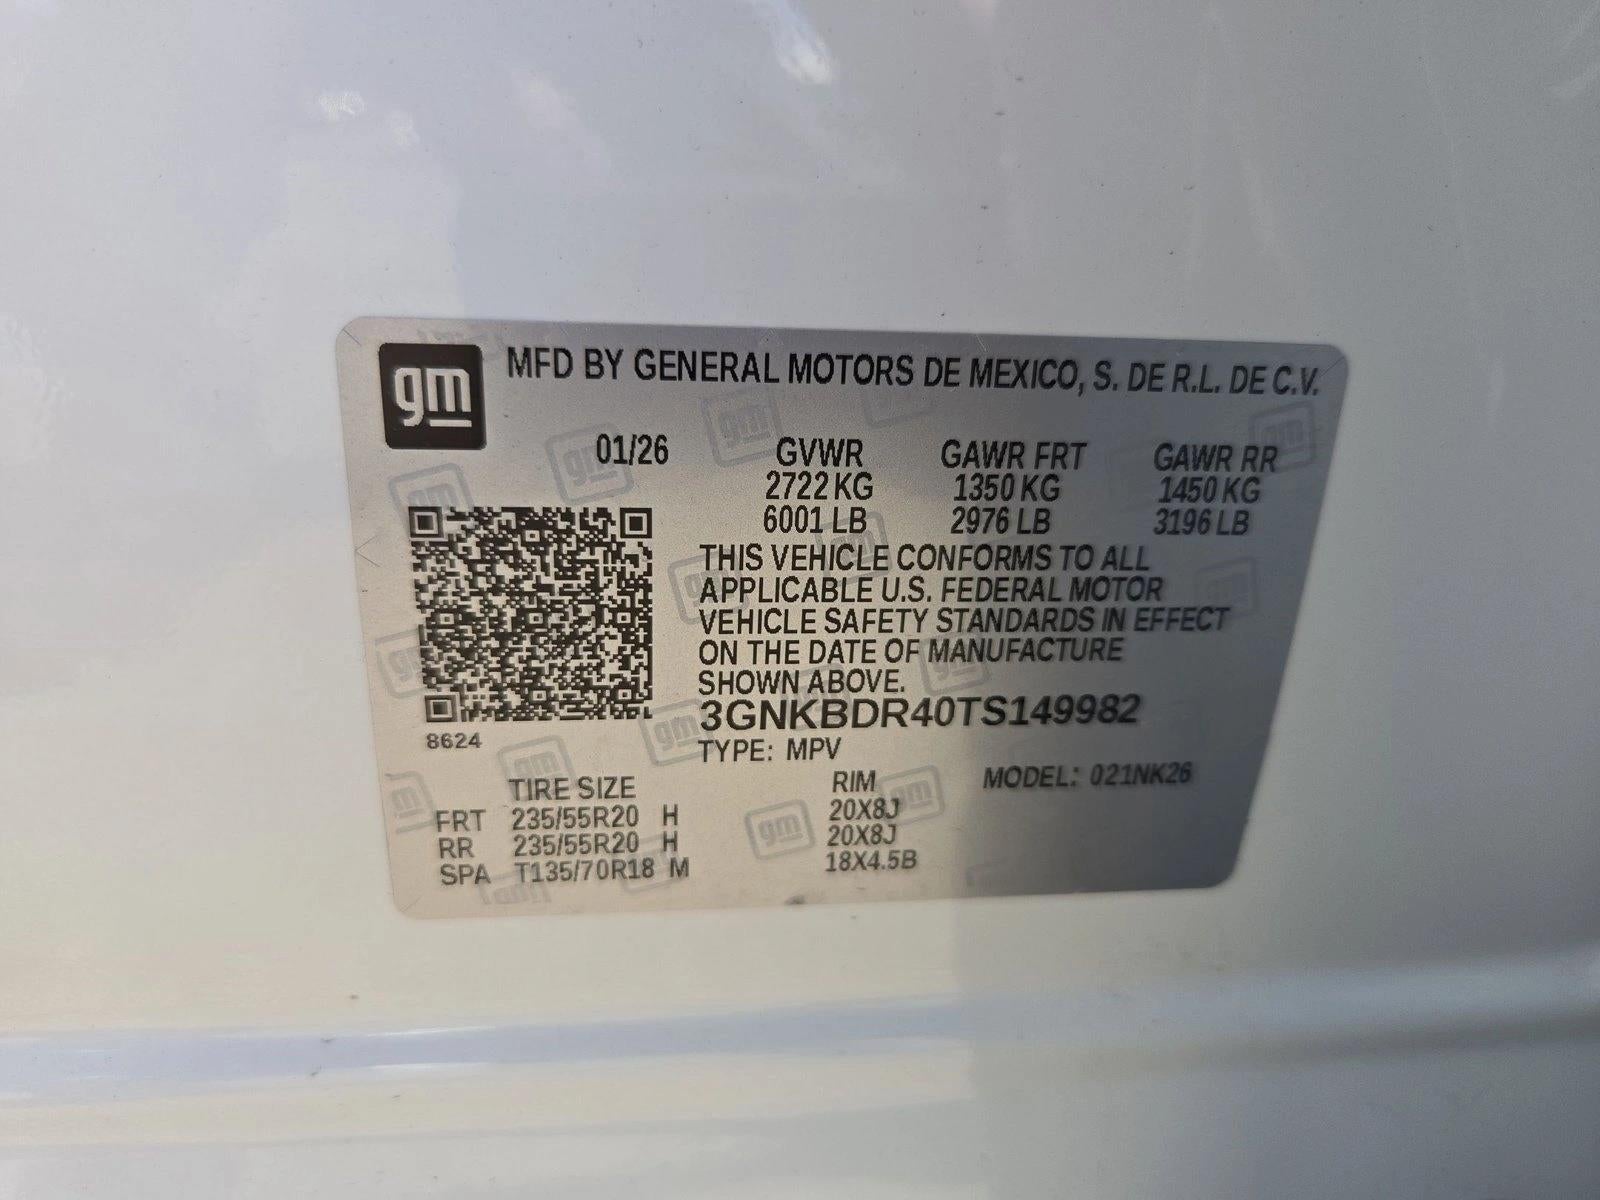 gm MFD BY GENERAL MOTORS DE MEXICO, S. DE R.L. DE C.V.
01/26 GVWR GAWR FRT GAWR RR
2722 KG 1350 KG 1450 KG
6001 LB 2976 LB 3196 LB
THIS VEHICLE CONFORMS TO ALL
APPLICABLE U.S. FEDERAL MOTOR
VEHICLE SAFETY STANDARDS IN EFFECT
ON THE DATE OF MANUFACTURE
SHOWN ABOVE.
3GNKBDR40TS149982
8624
TYPE: MPV
TIRE SIZE RIM MODEL: 021NK26
FRT 235/55R20 H 20X8J
RR 235/55R20 H 20X8J
SPA T135/70R18 M 18X4.5B